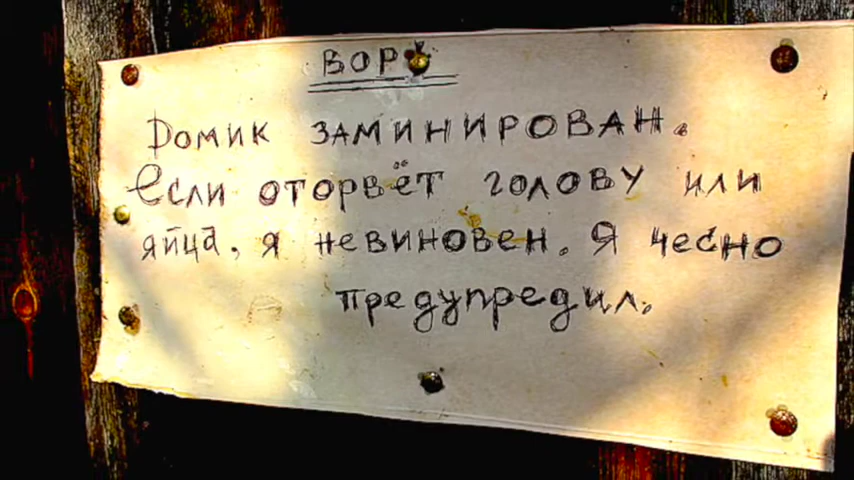 ВОРУ
Домик заминирован.
Если оторвёт голову или
яйца, я невиновен. Я чесно
предупредил.